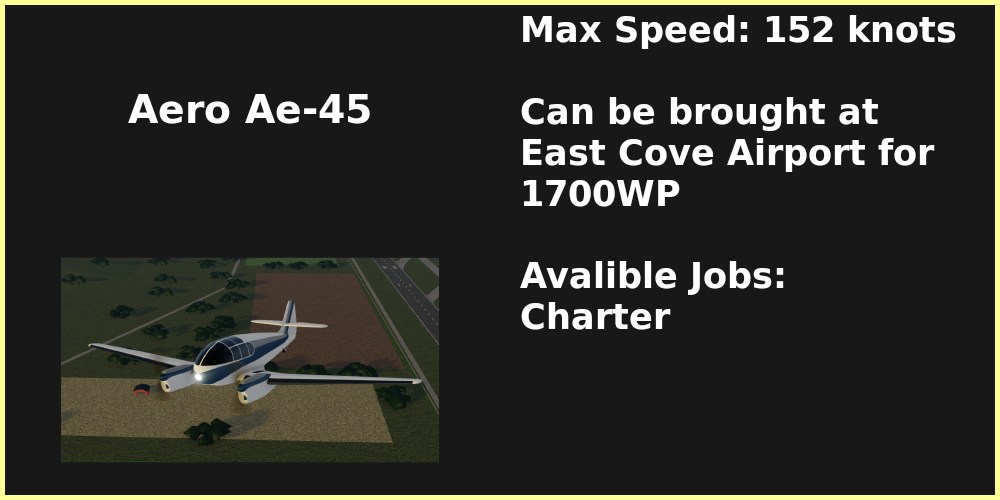 Aero Ae-45
Max Speed: 152 knots
Can be brought at
East Cove Airport for
1700WP
Avalible Jobs:
Charter